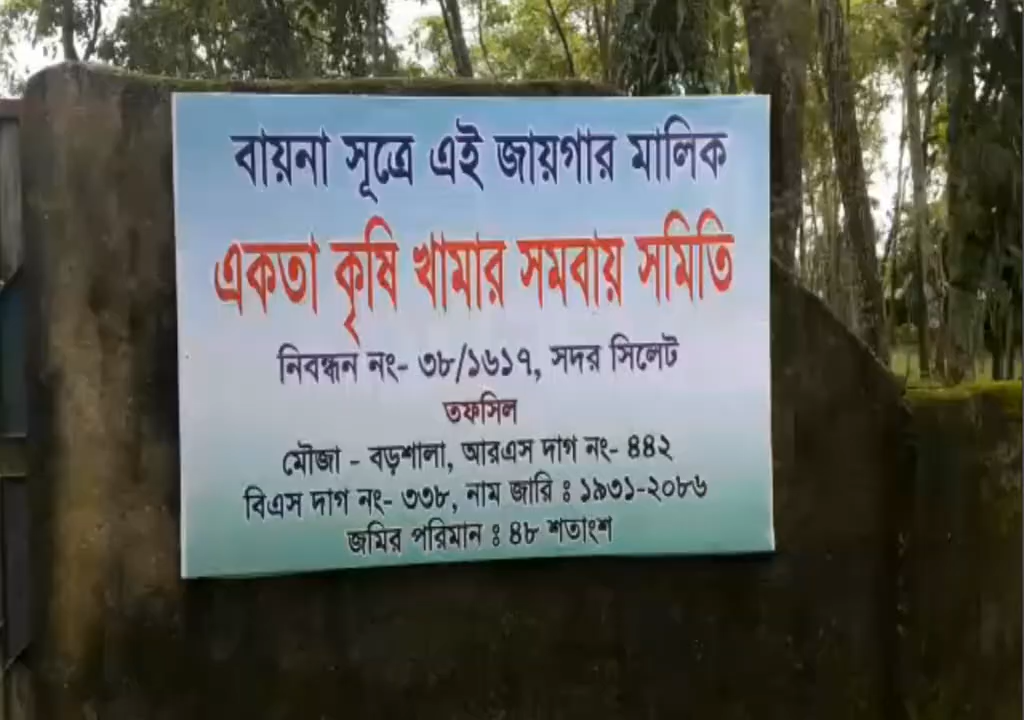 বায়না সূত্রে এই জায়গার মালিক
একতা কৃষি খামার সমবায় সমিতি
নিবন্ধন নং- ৩৮/১৬১৭, সদর সিলেট
তফসিল
মৌজা - বড়শালা, আরএস দাগ নং- ৪৪২
বিএস দাগ নং- ৩৩৮, নাম জারি ঃ ১৯৩১-২০৮৬
জমির পরিমান ঃ ৪৮ শতাংশ